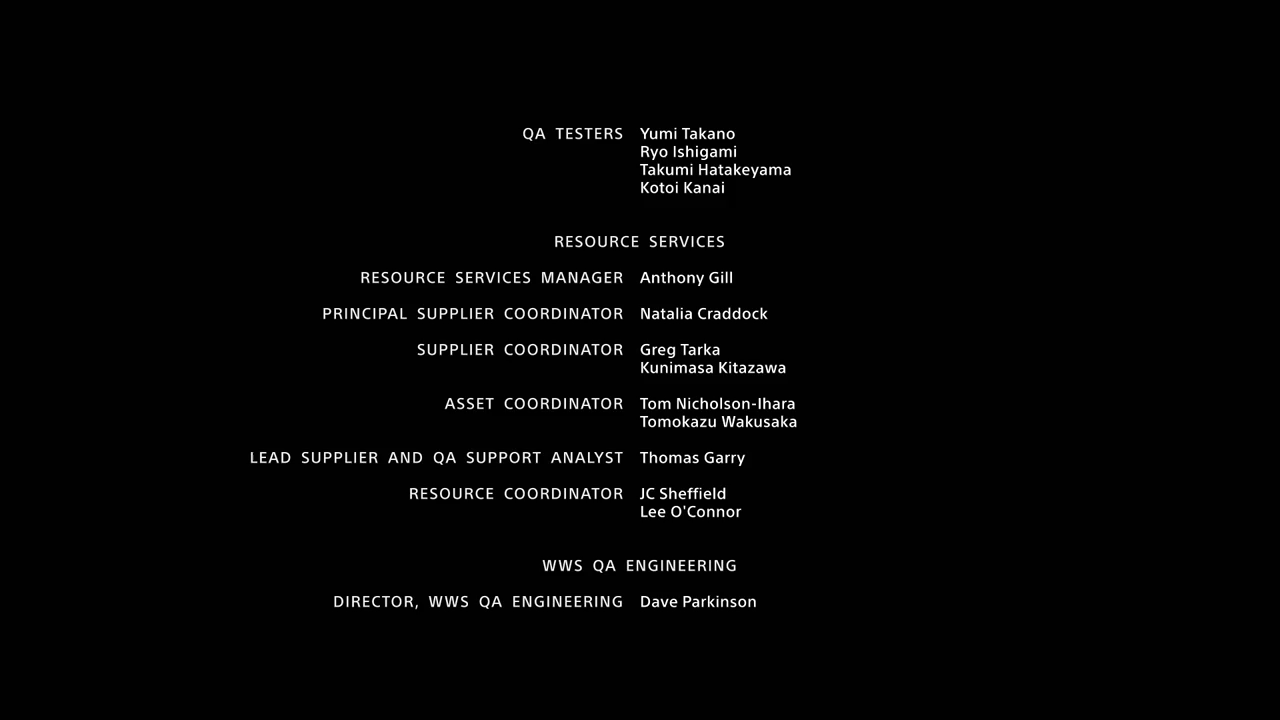 QA TESTERS Yumi Takano
Ryo Ishigami
Takumi Hatakeyama
Kotoi Kanai
RESOURCE SERVICES
RESOURCE SERVICES MANAGER Anthony Gill
PRINCIPAL SUPPLIER COORDINATOR Natalia Craddock
SUPPLIER COORDINATOR Greg Tarka
Kunimasa Kitazawa
ASSET COORDINATOR Tom Nicholson-Ihara
Tomokazu Wakusaka
LEAD SUPPLIER AND QA SUPPORT ANALYST Thomas Garry
RESOURCE COORDINATOR JC Sheffield
Lee O'Connor
WWS QA ENGINEERING
DIRECTOR, WWS QA ENGINEERING Dave Parkinson